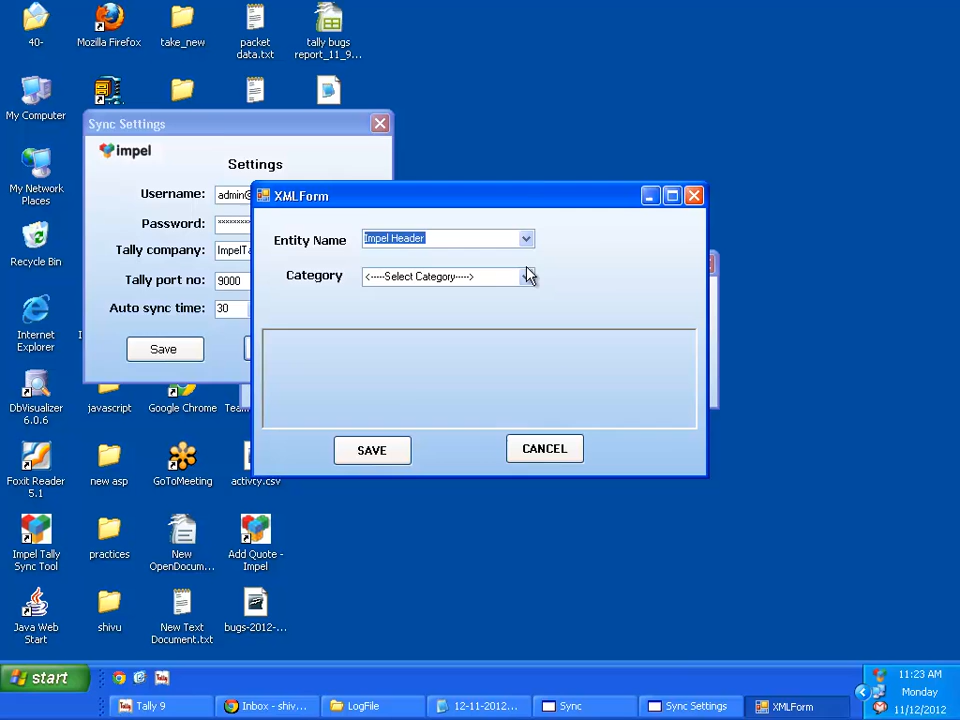 40-
Mozilla Firefox
take_new
packet
data.txt
tally bugs
report_11_9...
My Computer
Sync Settings
impel
Settings
My Network
Places
Username:
admin@
XMLForm
Password:
********
Entity Name
Impel Header
Recycle Bin
Tally company:
ImpelTa
Category
<-----Select Category----->
Tally port no:
9000
Auto sync time:
30
Internet
Explorer
Save
DbVisualizer
6.0.6
javascript
Google Chrome
Team
SAVE
CANCEL
Foxit Reader
5.1
new asp
GoToMeeting
activty.csv
Impel Tally
Sync Tool
practices
New
OpenDocum...
Add Quote -
Impel
Java Web
Start
shivu
New Text
Document.txt
bugs-2012-...
start
11:23 AM
Monday
11/12/2012
Tally 9
Inbox - shiv...
LogFile
12-11-2012...
Sync
Sync Settings
XMLForm